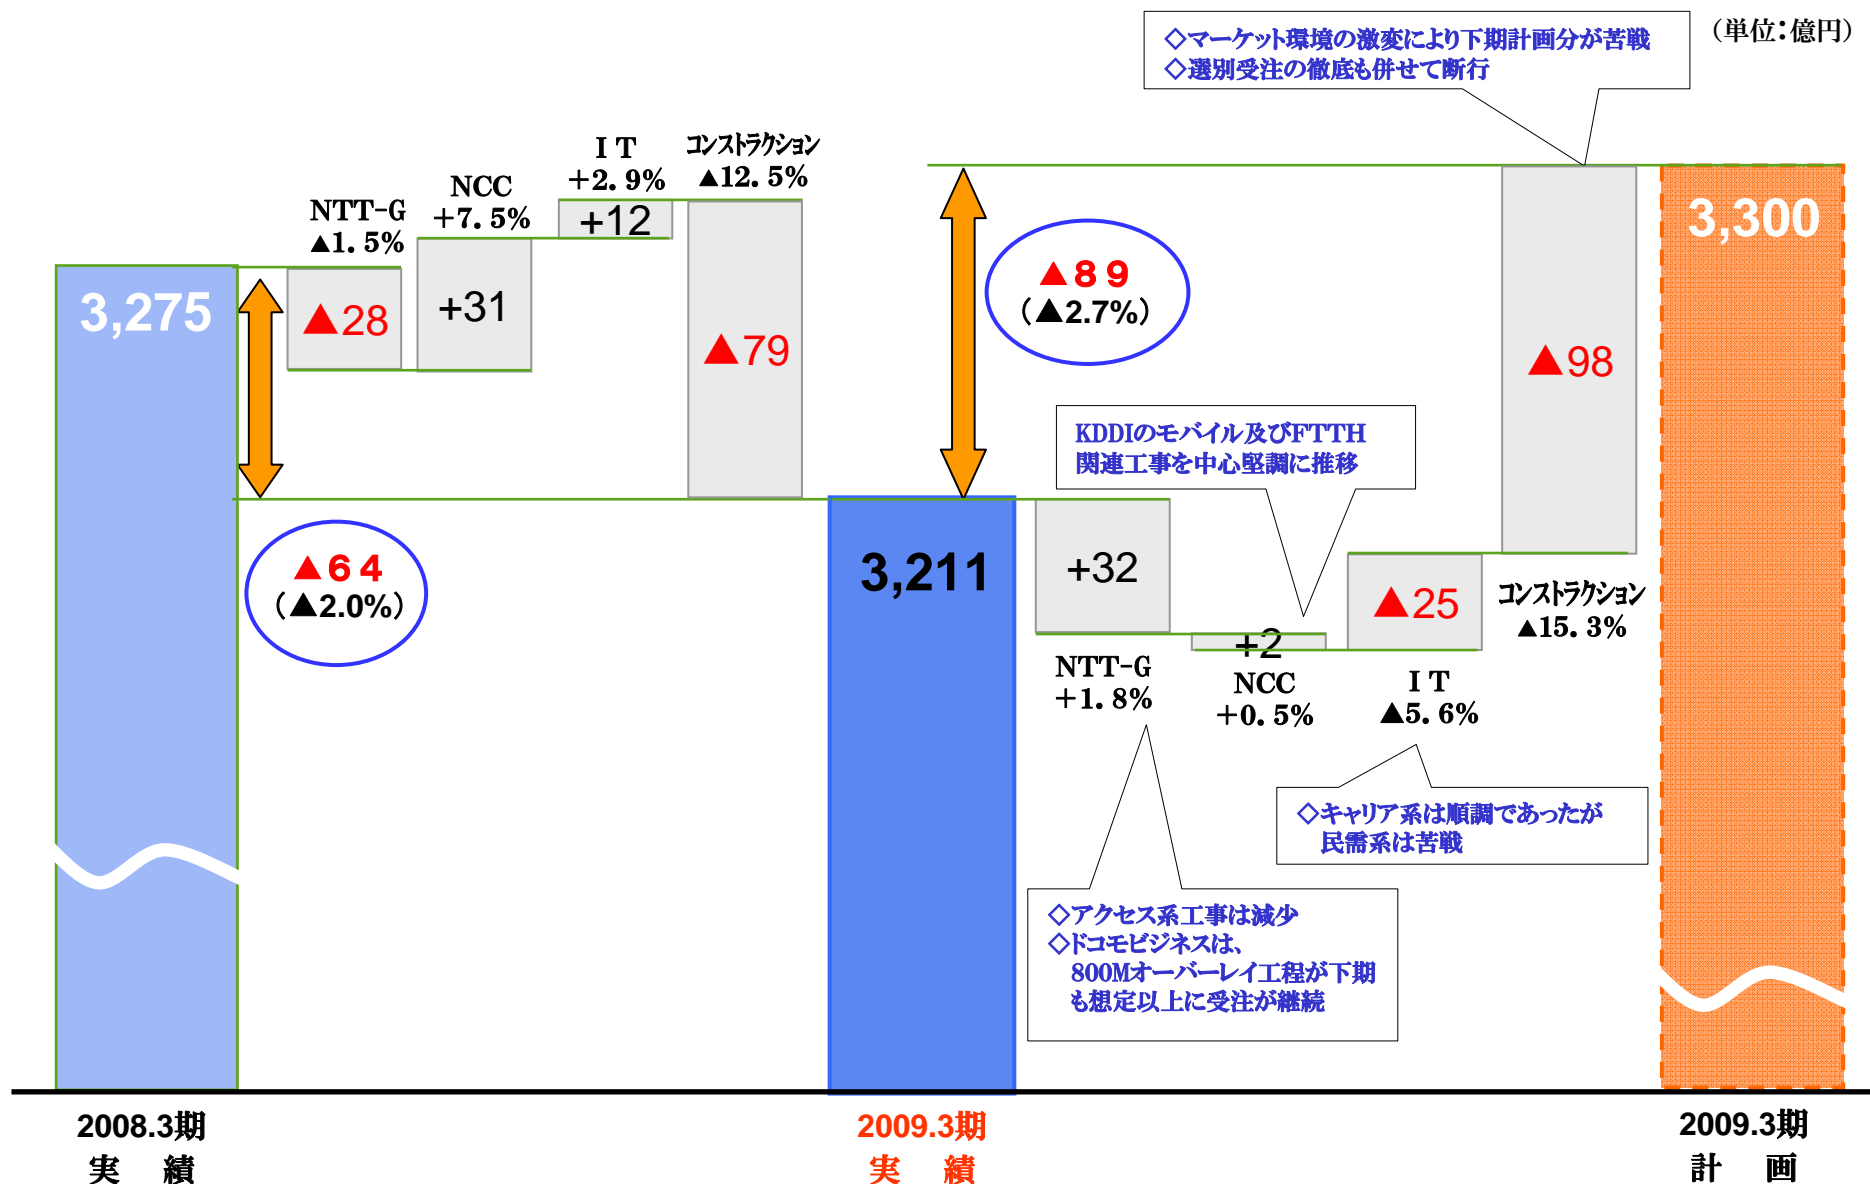 （単位：億円）
◇マーケット環境の激変により下期計画分が苦戦
◇選別受注の徹底も併せて断行
NTT-G
▲1.5%
NCC
+7.5%
IT
+2.9%
コンストラクション
▲12.5%
3,275
▲28
+31
+12
▲79
▲64
（▲2.0%）
▲89
（▲2.7%）
3,211
KDDIのモバイル及びFTTH
関連工事を中心堅調に推移
+32
+2
▲25
▲98
3,300
NTT-G
+1.8%
NCC
+0.5%
IT
▲5.6%
コンストラクション
▲15.3%
◇キャリア系は順調であったが
民需系は苦戦
◇アクセス系工事は減少
◇ドコモビジネスは、
800Mオーバーレイ工程が下期
も想定以上に受注が継続
2008.3期
実　績
2009.3期
実　績
2009.3期
計　画